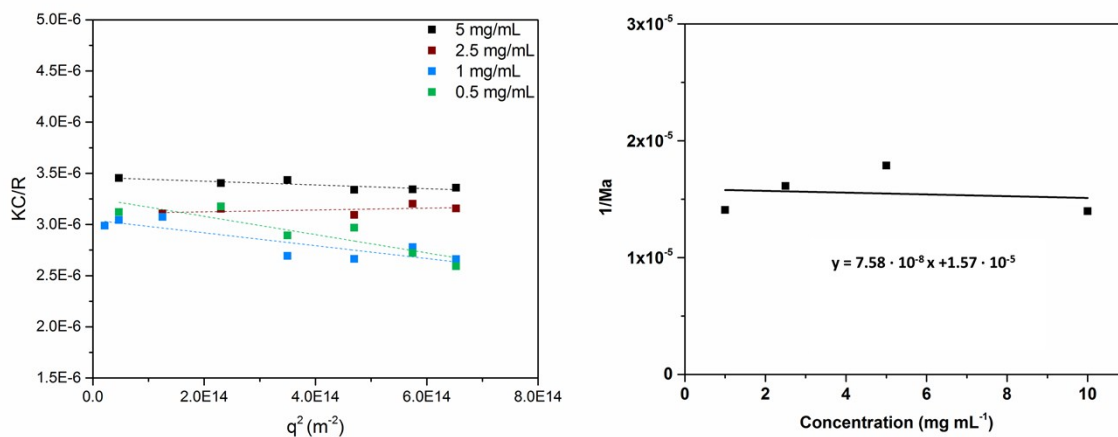 5.0E-6
4.5E-6
4.0E-6
3.5E-6
3.0E-6
2.5E-6
2.0E-6
1.5E-6
KC/R
5 mg/mL
2.5 mg/mL
1 mg/mL
0.5 mg/mL
0.0
2.0E14
4.0E14
6.0E14
8.0E14
q² (m⁻²)
3x10⁻⁵
2x10⁻⁵
1x10⁻⁵
0
1/Ma
y = 7.58 · 10⁻⁸ x +1.57 · 10⁻⁵
0
2
4
6
8
10
Concentration (mg mL⁻¹)